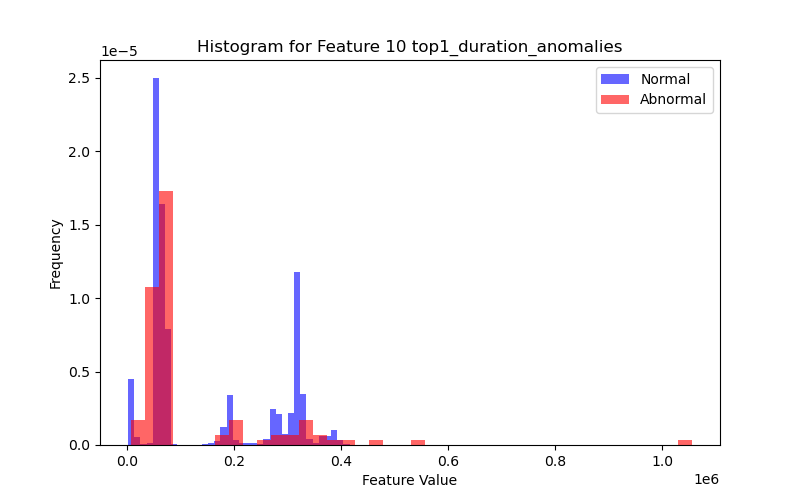 Histogram for Feature 10 top1_duration_anomalies
1e−5
Normal
Abnormal
2.5
2.0
1.5
1.0
0.5
0.0
Frequency
0.0 0.2 0.4 0.6 0.8 1.0
1e6
Feature Value